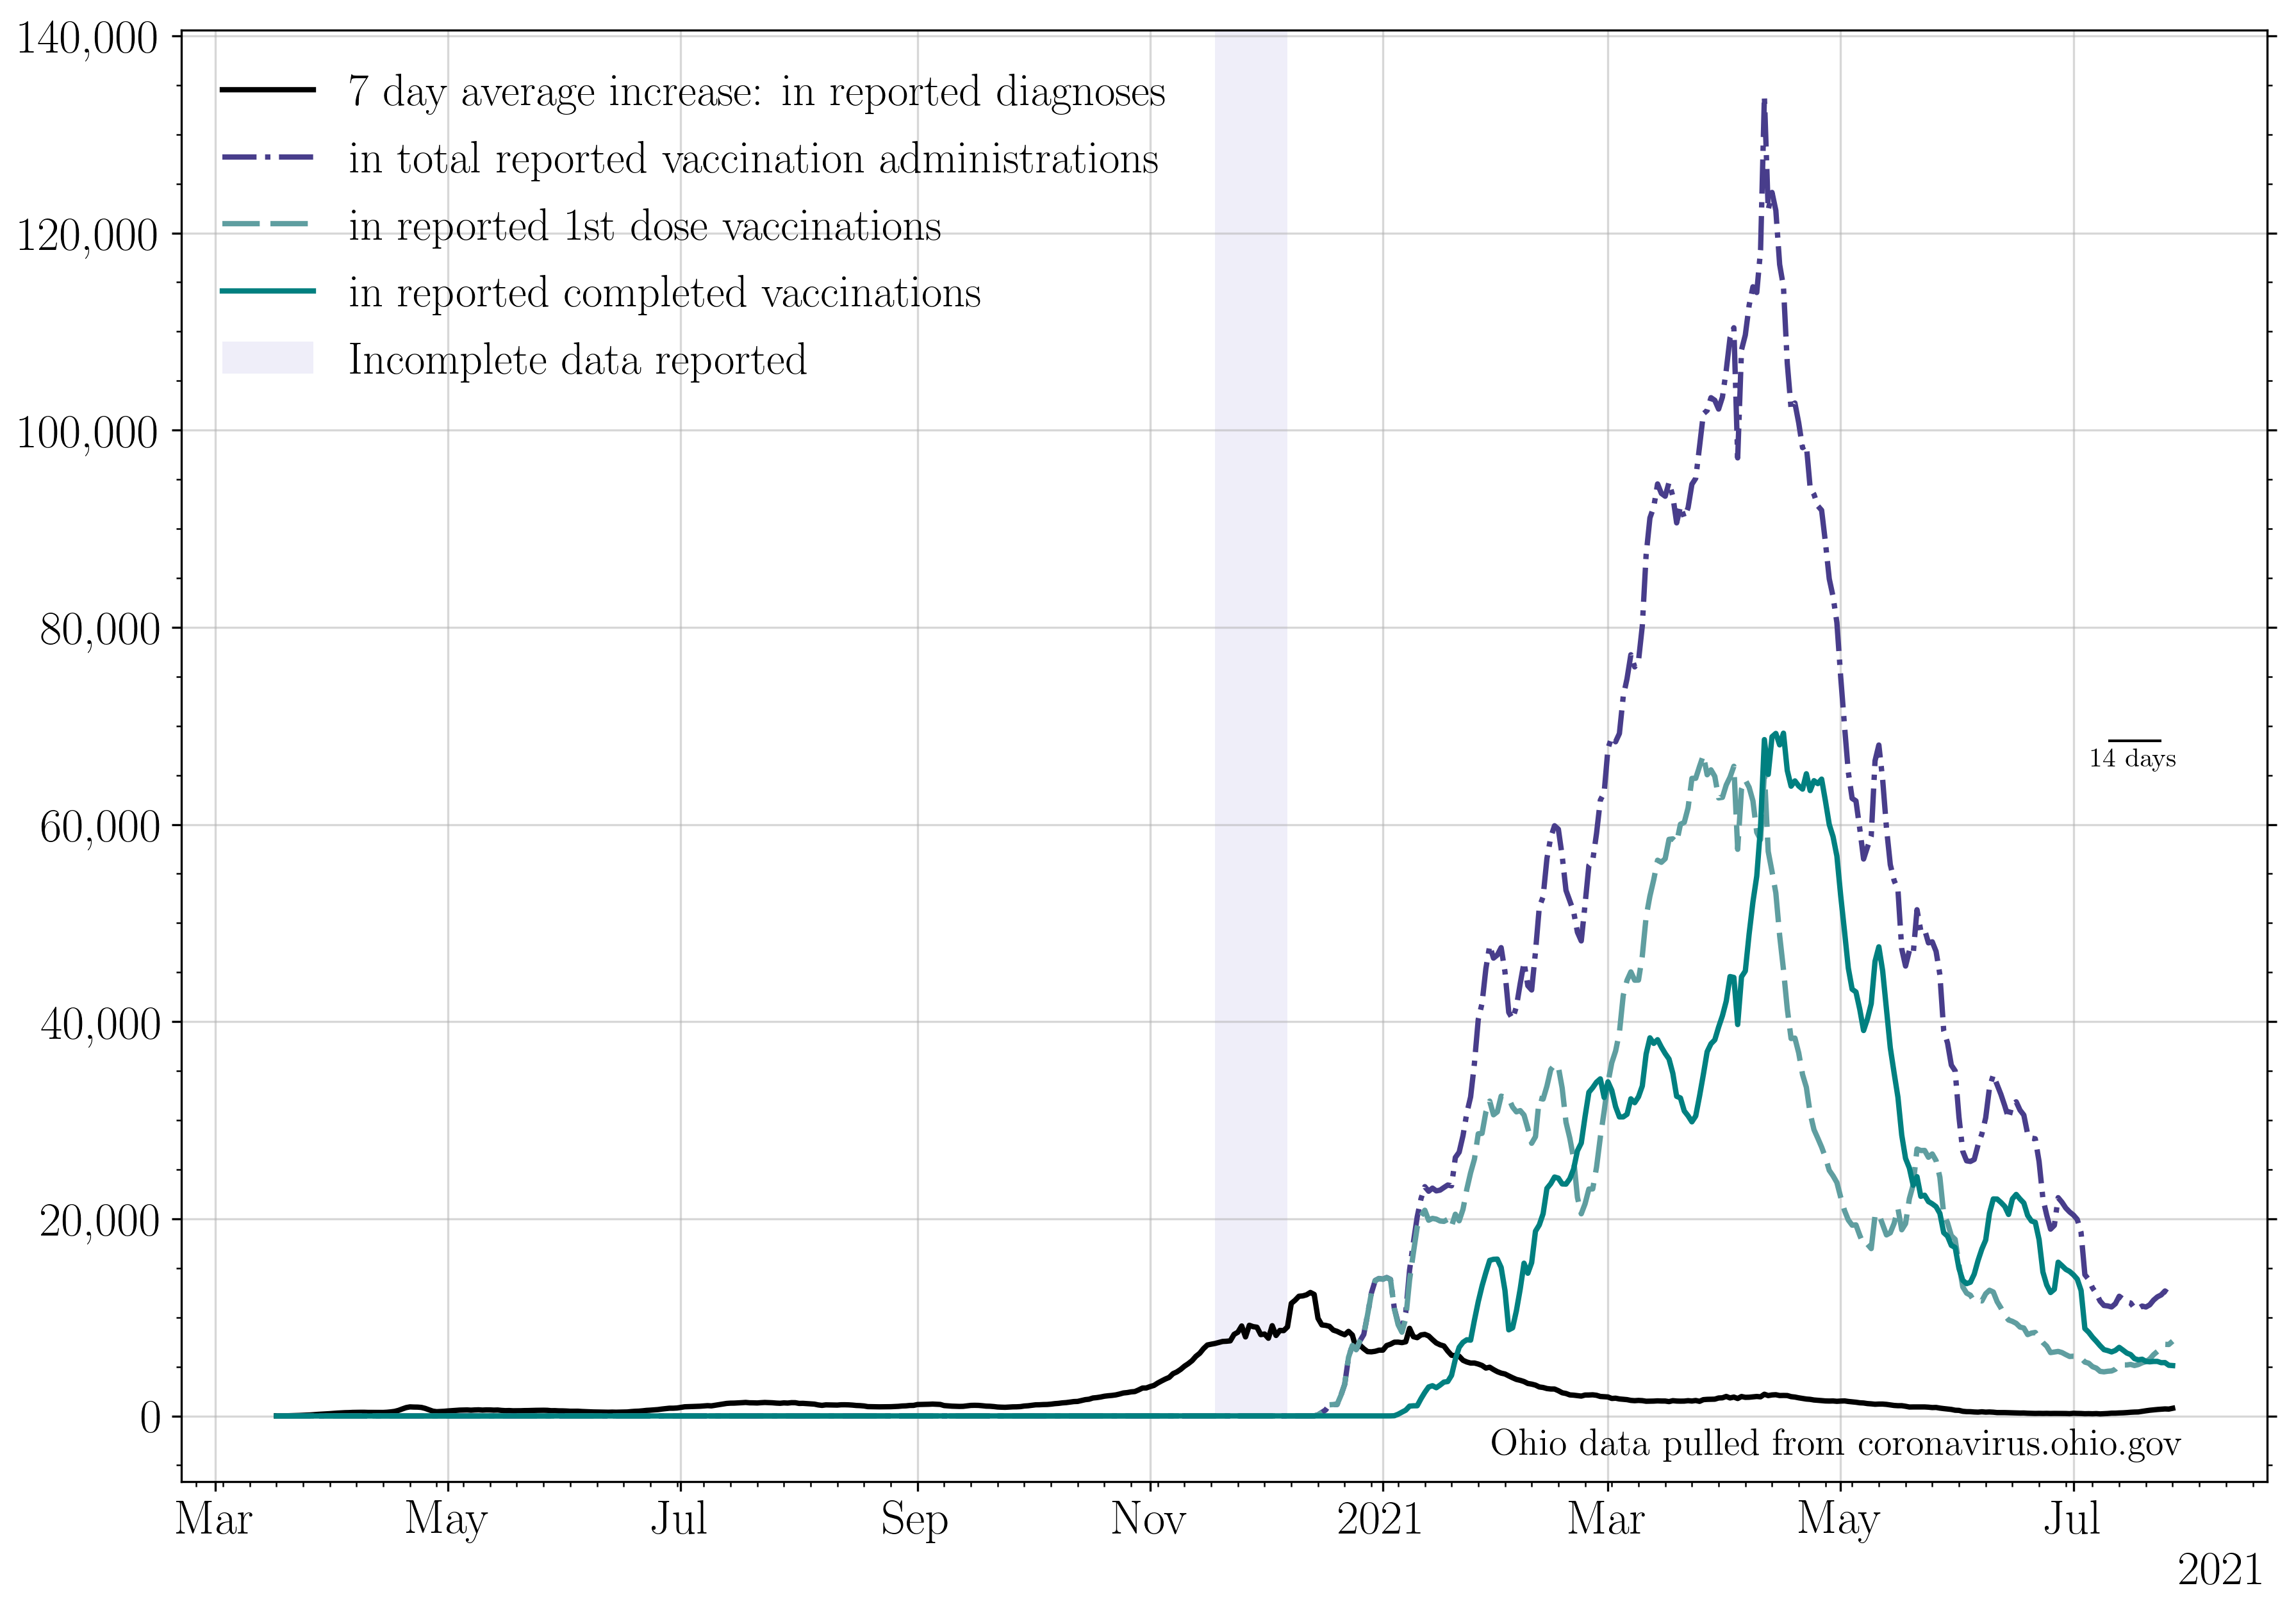 140,000
120,000
100,000
80,000
60,000
40,000
20,000
0
7 day average increase: in reported diagnoses
in total reported vaccination administrations
in reported 1st dose vaccinations
in reported completed vaccinations
Incomplete data reported
14 days
Ohio data pulled from coronavirus.ohio.gov
Mar May Jul Sep Nov 2021 Mar May Jul
2021